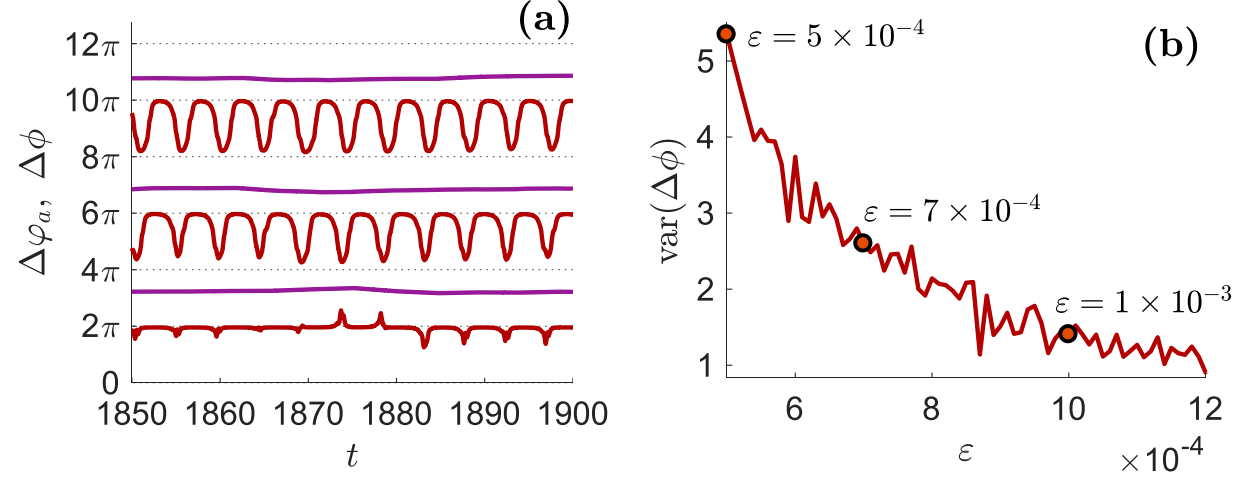 (a)
12π
10π
8π
6π
4π
2π
0
Δφₐ, Δϕ
1850 1860 1870 1880 1890 1900
t
(b)
ε = 5 × 10⁻⁴
ε = 7 × 10⁻⁴
ε = 1 × 10⁻³
5
4
3
2
1
var(Δϕ)
6 8 10 12
ε
×10⁻⁴